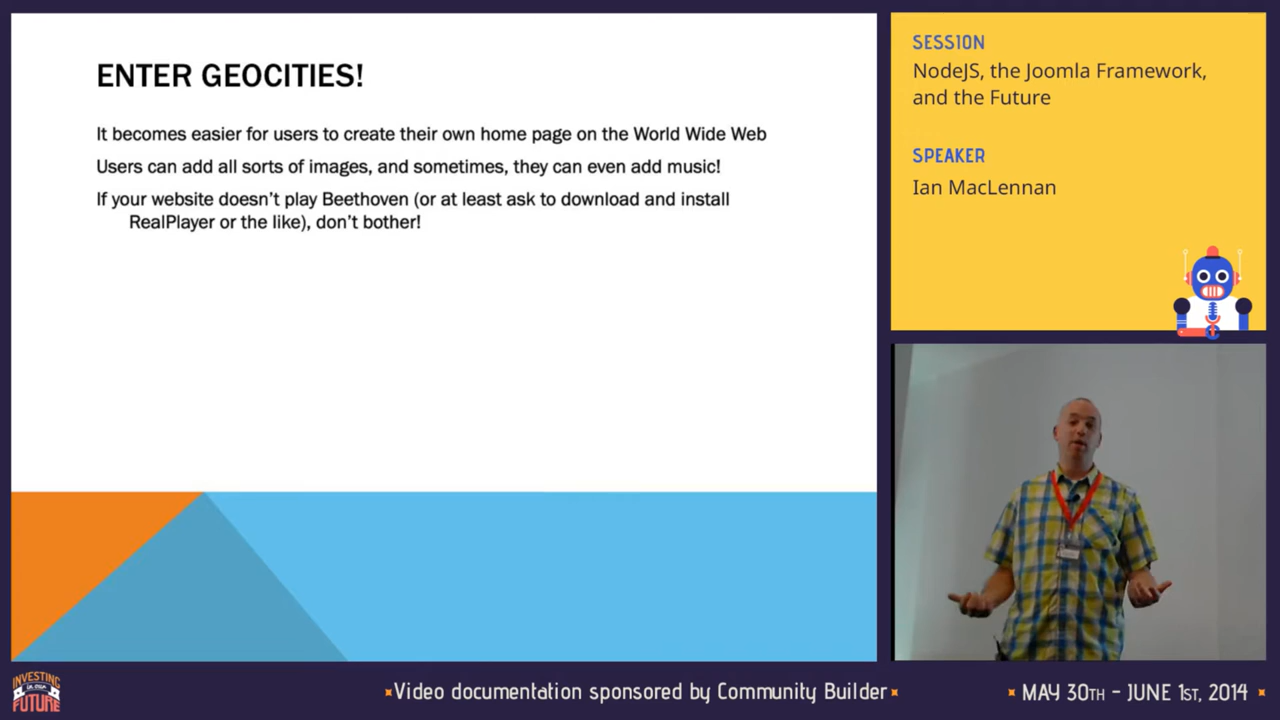 ENTER GEOCITIES!
It becomes easier for users to create their own home page on the World Wide Web
Users can add all sorts of images, and sometimes, they can even add music!
If your website doesn't play Beethoven (or at least ask to download and install
RealPlayer or the like), don't bother!
SESSION
NodeJS, the Joomla Framework,
and the Future
SPEAKER
Ian MacLennan
INVESTING
IN OUR
FUTURE
Video documentation sponsored by Community Builder
MAY 30TH - JUNE 1ST, 2014